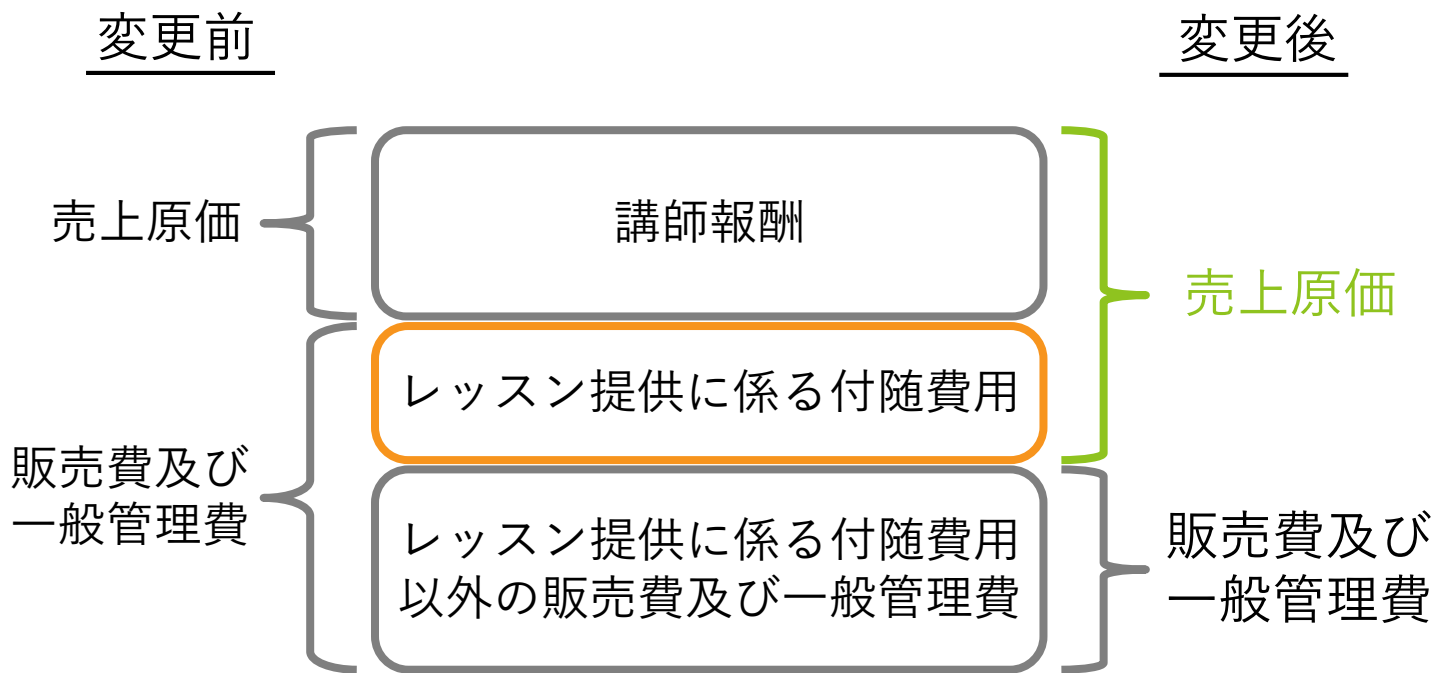 変更前
変更後
売上原価
講師報酬
売上原価
レッスン提供に係る付随費用
販売費及び
一般管理費
レッスン提供に係る付随費用
以外の販売費及び一般管理費
販売費及び
一般管理費